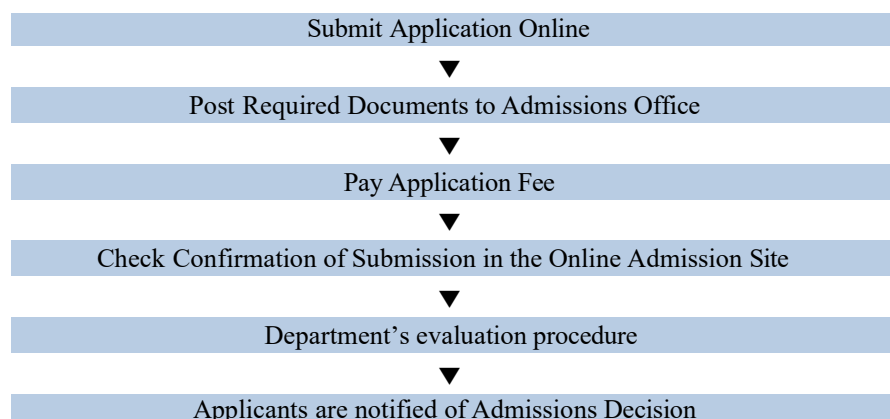 Submit Application Online
▼
Post Required Documents to Admissions Office
▼
Pay Application Fee
▼
Check Confirmation of Submission in the Online Admission Site
▼
Department’s evaluation procedure
▼
Applicants are notified of Admissions Decision